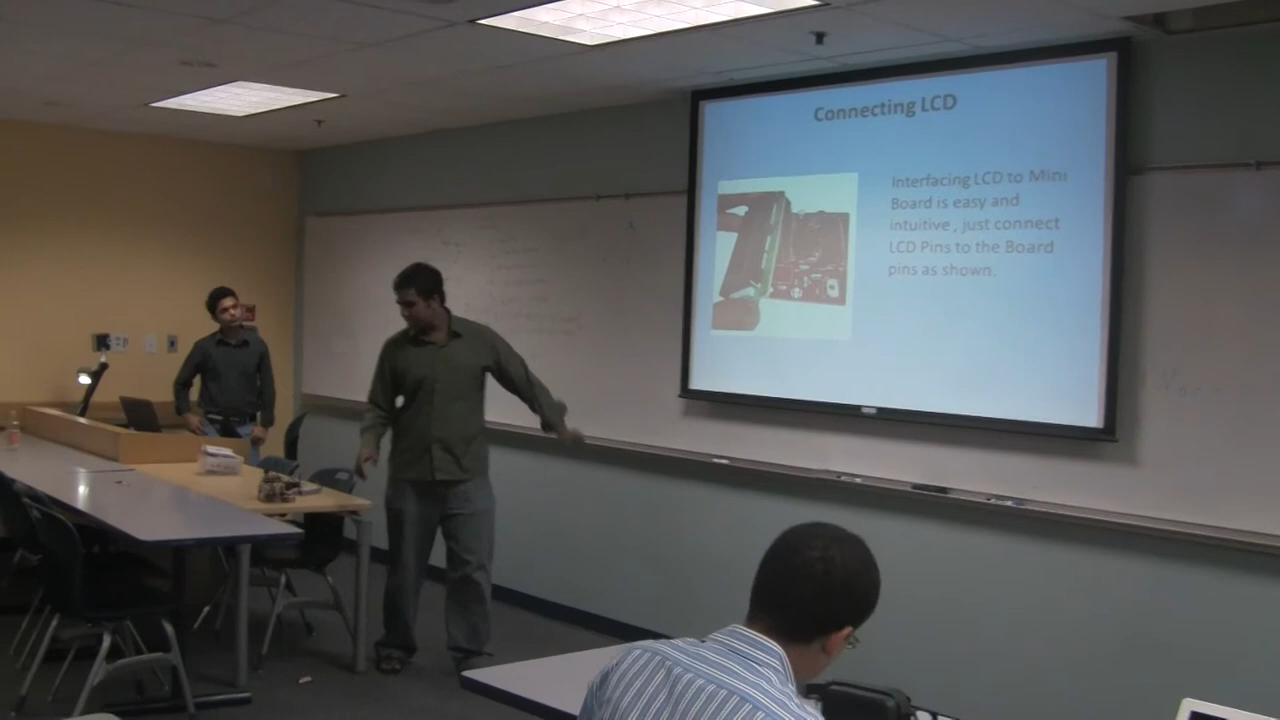 Connecting LCD
Interfacing LCD to Mini
Board is easy and
intuitive , just connect
LCD Pins to the Board
pins as shown.